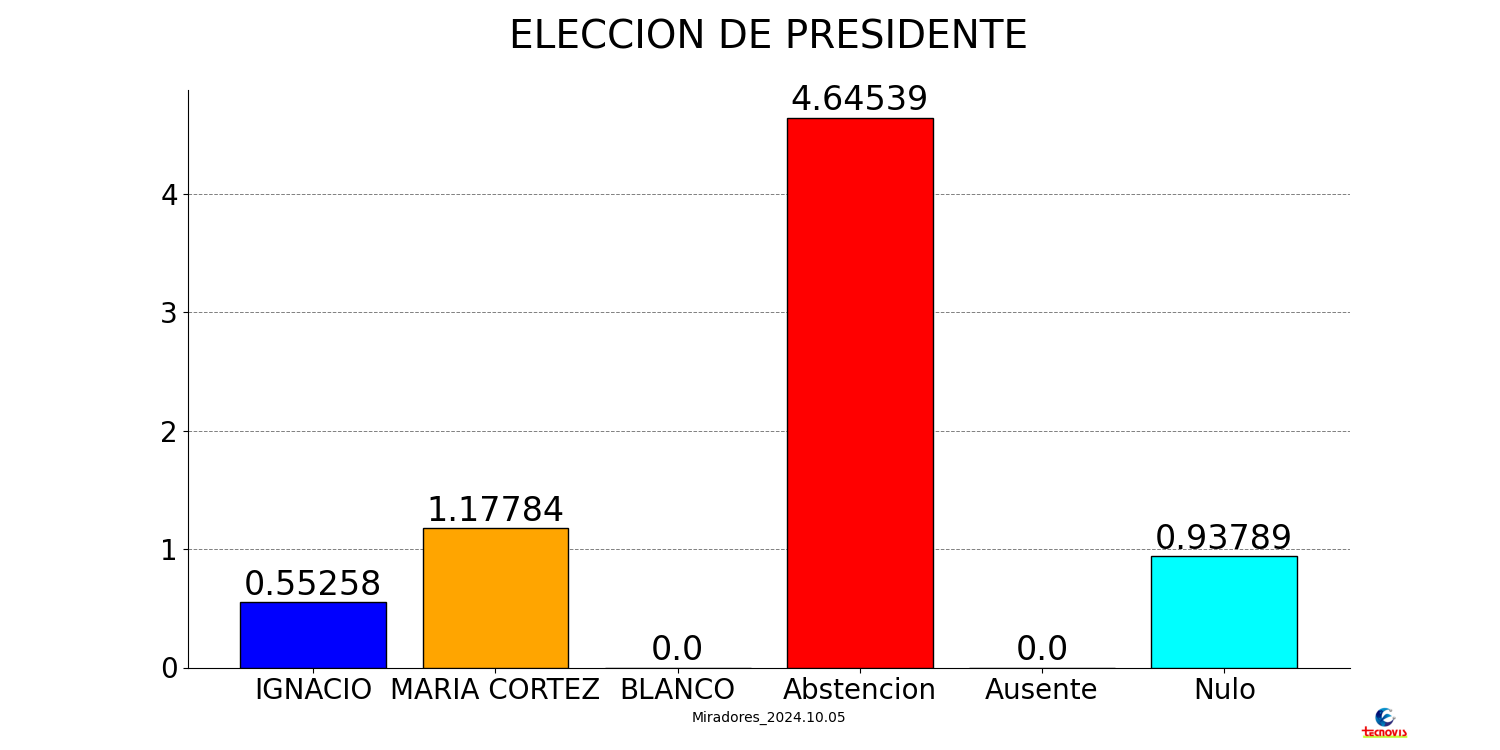 ELECCION DE PRESIDENTE
4.64539
4
3
2
1.17784
1
0.93789
0.55258
0.0
0.0
0
IGNACIO MARIA CORTEZ BLANCO Abstencion Ausente Nulo
Miradores_2024.10.05
tecnovis